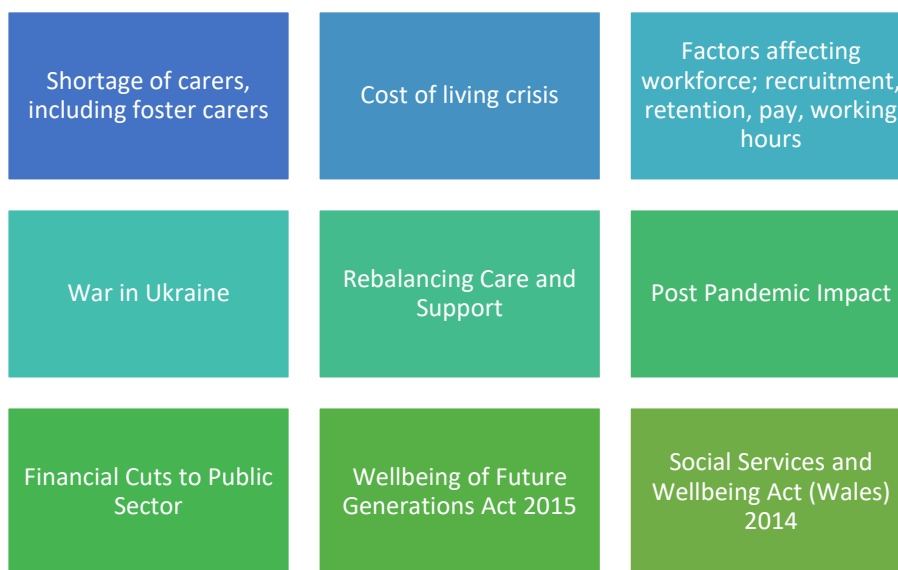 Shortage of carers,
including foster carers
Cost of living crisis
Factors affecting
workforce; recruitment,
retention, pay, working
hours
War in Ukraine
Rebalancing Care and
Support
Post Pandemic Impact
Financial Cuts to Public
Sector
Wellbeing of Future
Generations Act 2015
Social Services and
Wellbeing Act (Wales)
2014